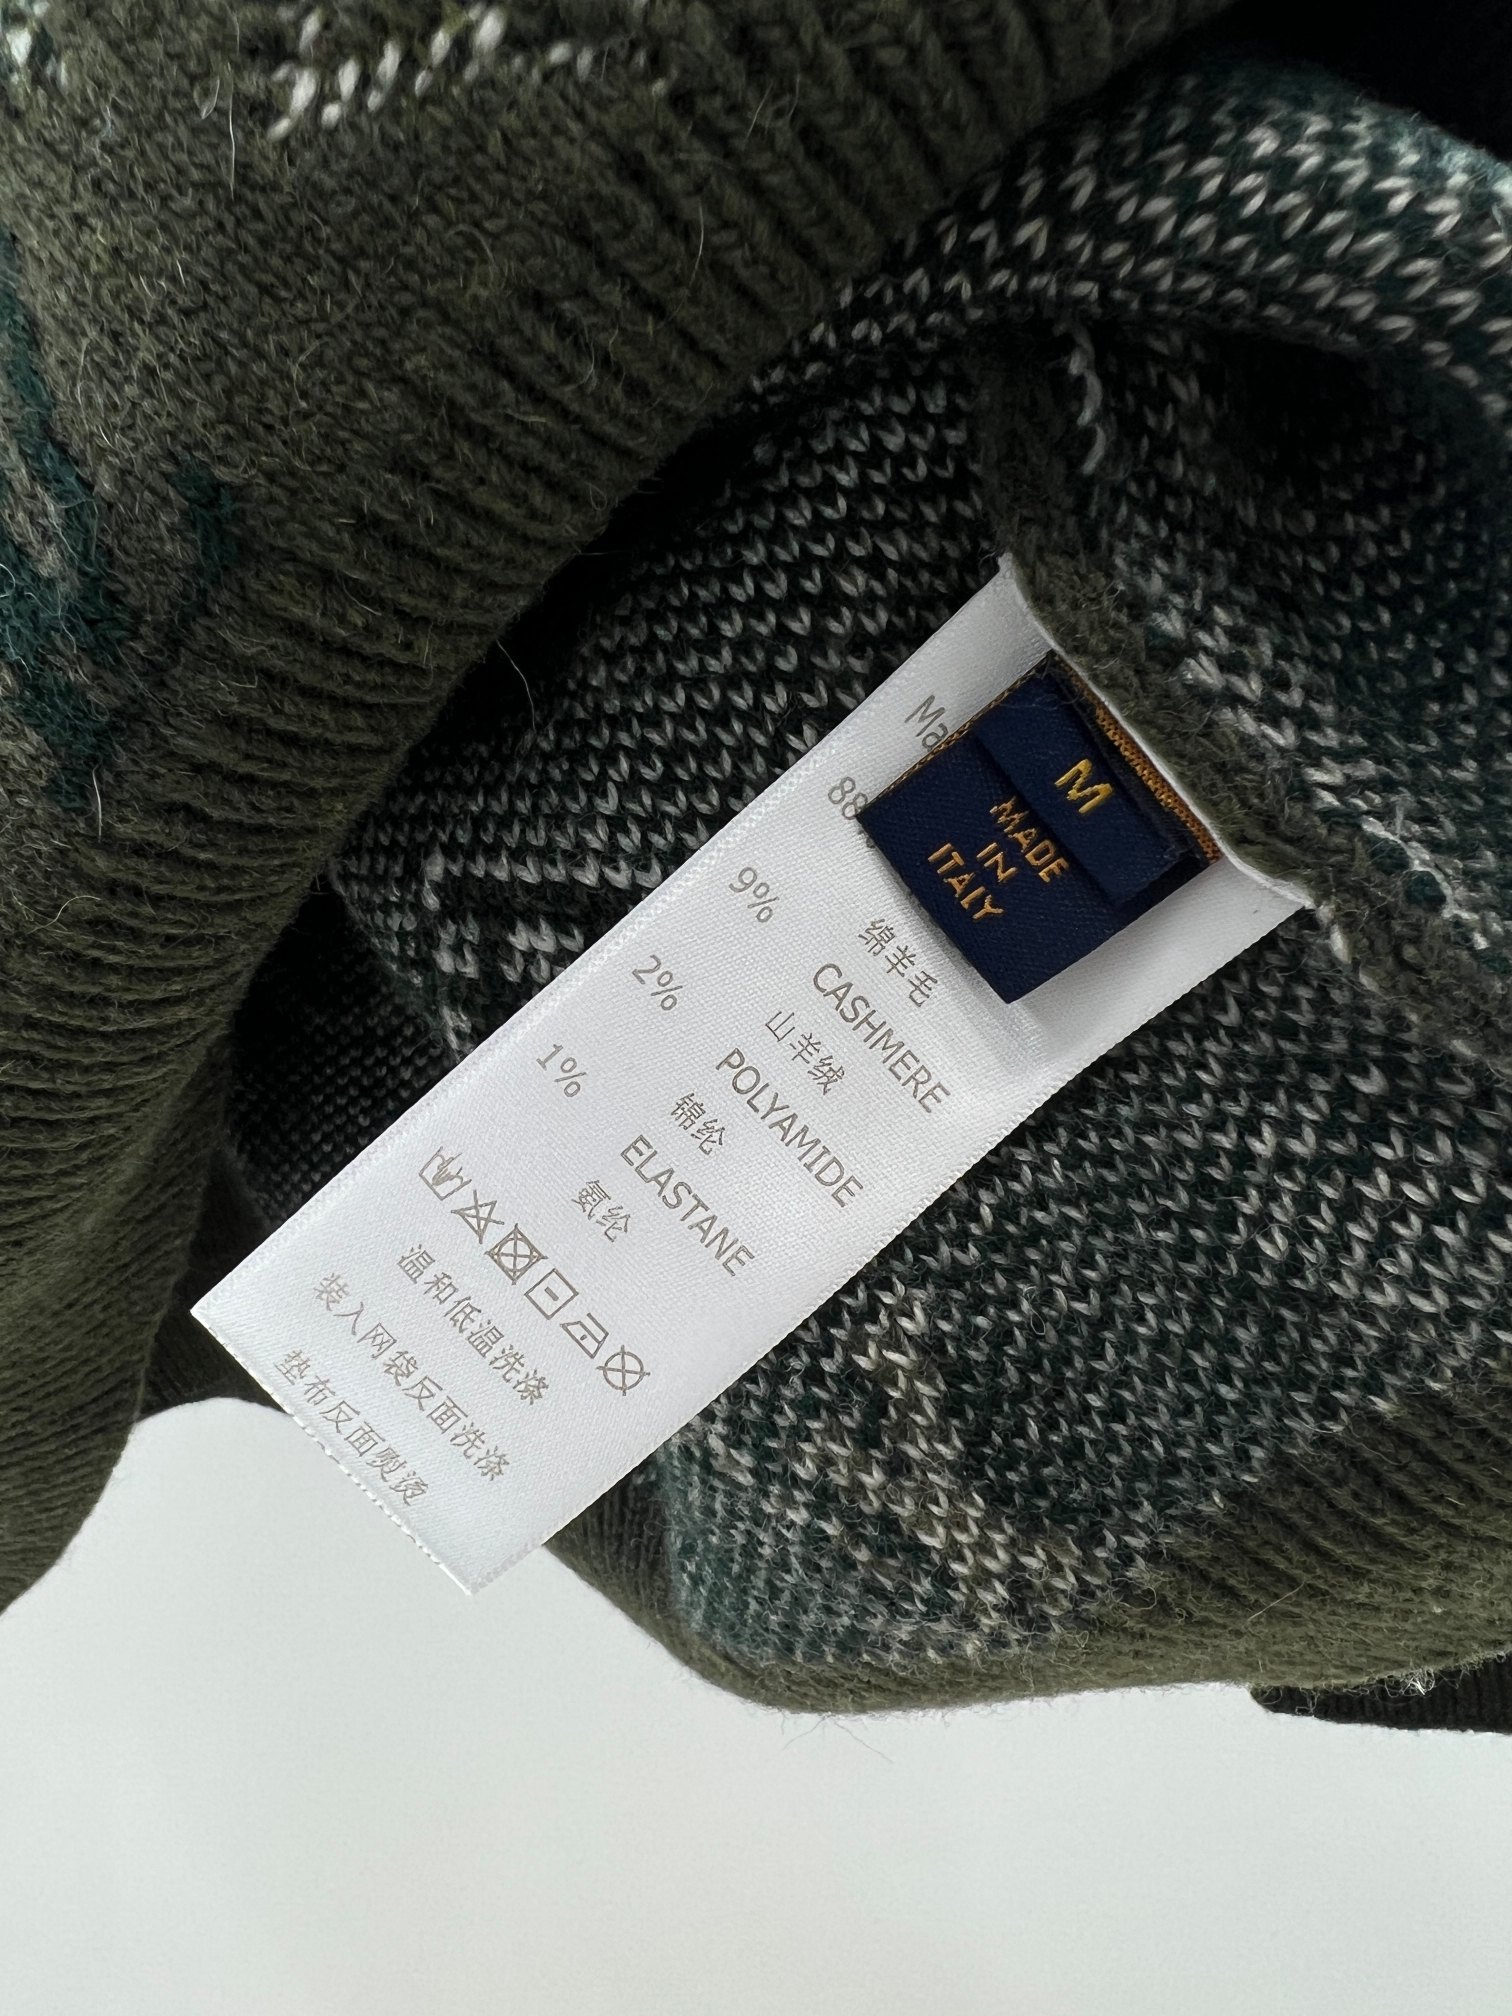 M
MADE
IN
ITALY
Ma
88
绵羊毛
9% CASHMERE
山羊绒
2% POLYAMIDE
锦纶
1% ELASTANE
氨纶
温和低温洗涤
装入网袋反面洗涤
垫布反面熨烫